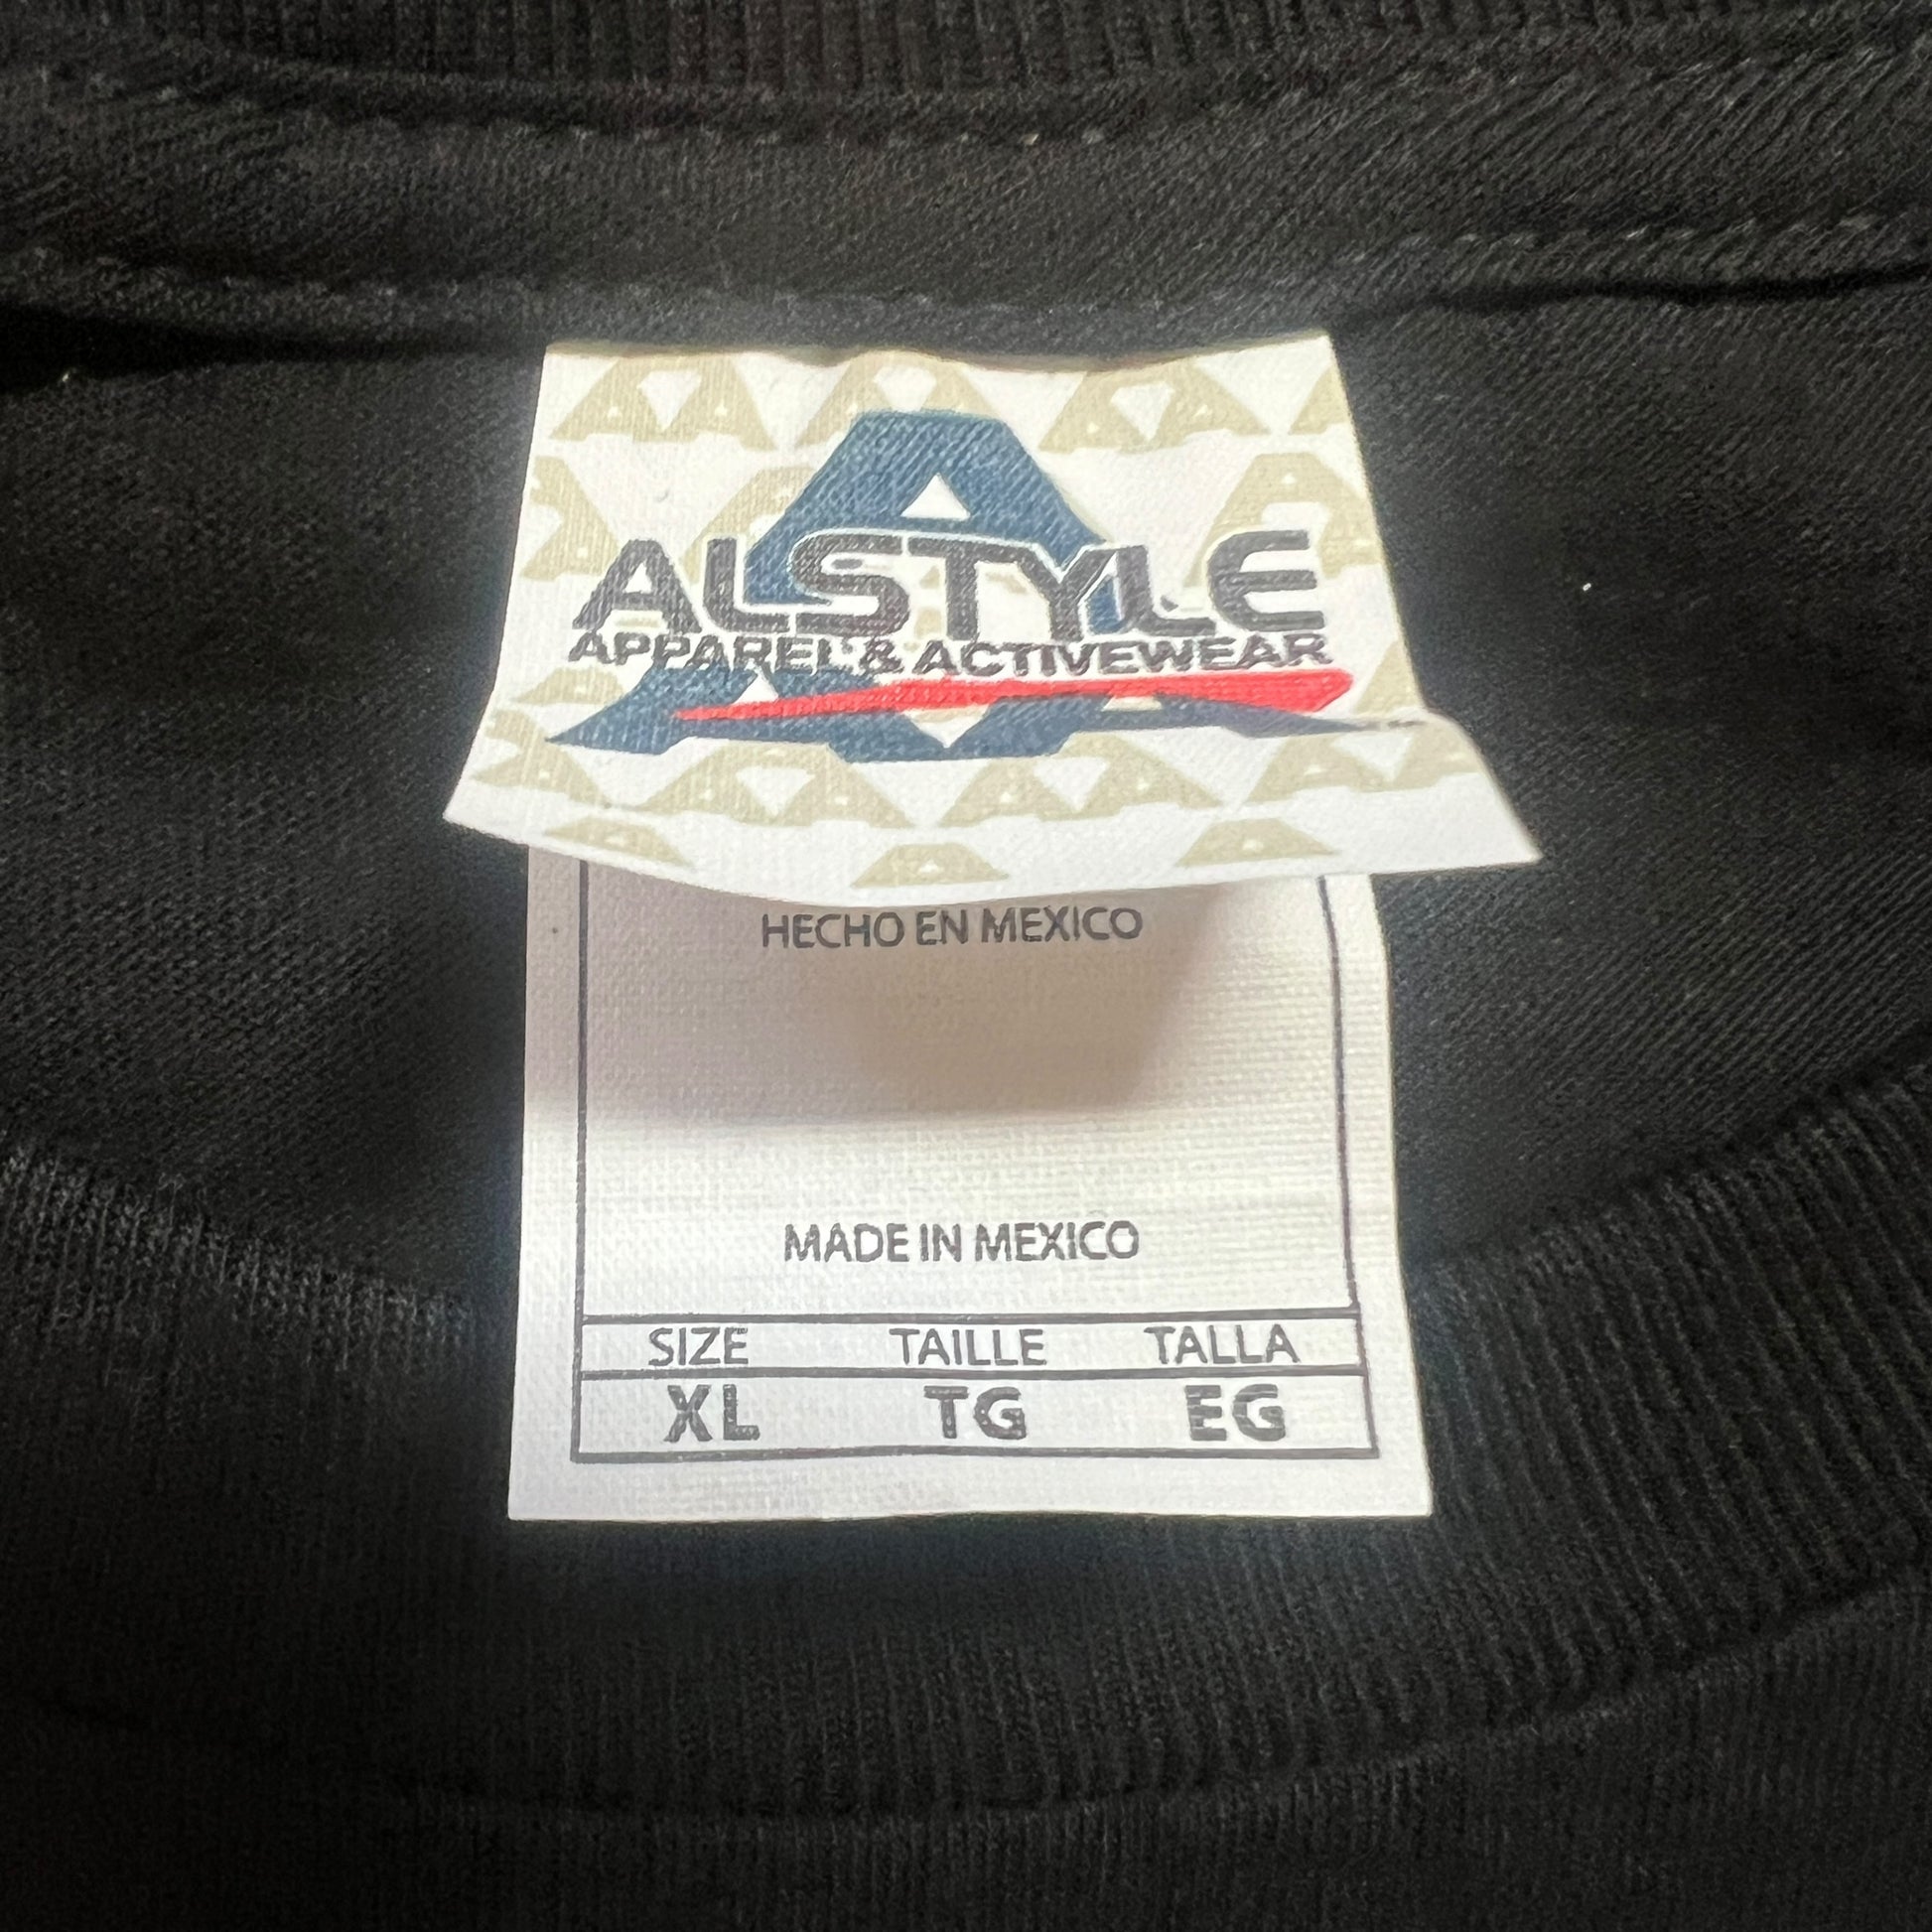 ALSTYLE
APPAREL & ACTIVEWEAR
HECHO EN MEXICO
MADE IN MEXICO
SIZE TAILLE TALLA
XL TG EG